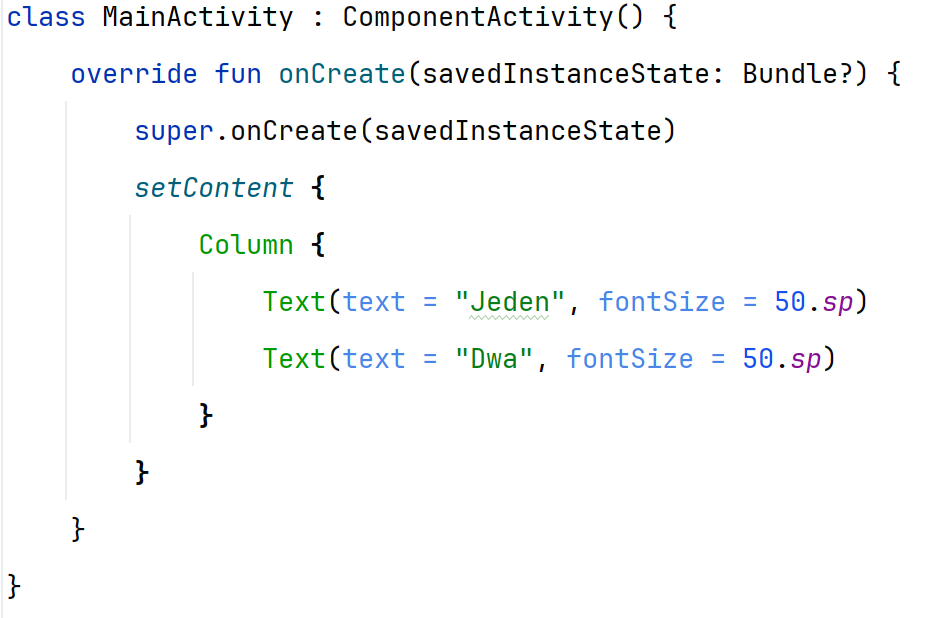 class MainActivity : ComponentActivity() {
override fun onCreate(savedInstanceState: Bundle?) {
super.onCreate(savedInstanceState)
setContent {
Column {
Text(text = "Jeden", fontSize = 50.sp)
Text(text = "Dwa", fontSize = 50.sp)
}
}
}
}